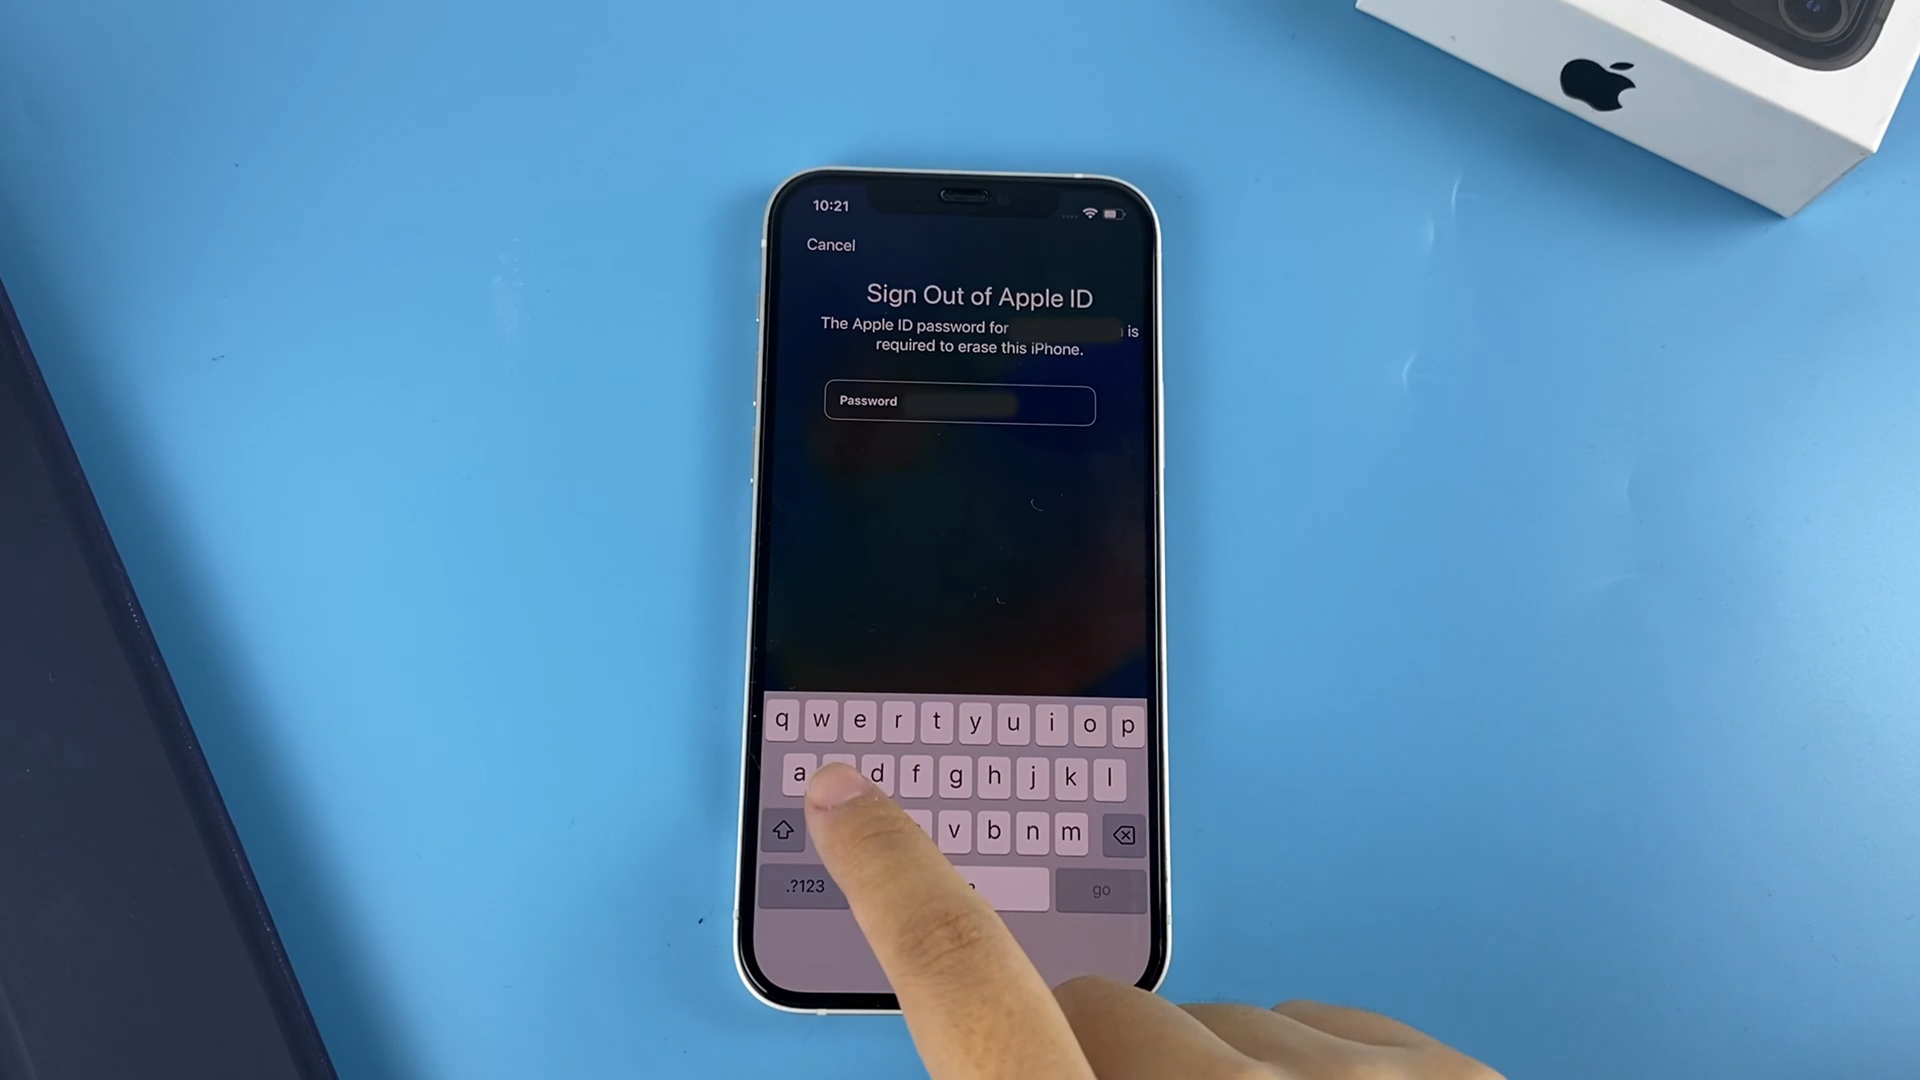 10:21
Cancel
Sign Out of Apple ID
The Apple ID password for is
required to erase this iPhone.
Password
q w e r t y u i o p
a d f g h j k l
v b n m
.?123 go